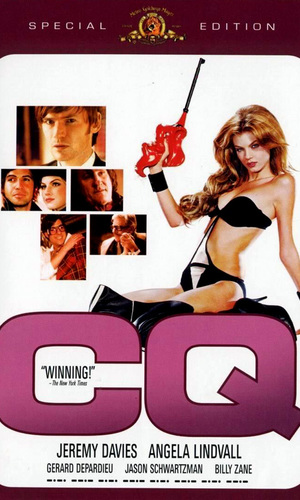 SPECIAL EDITION
"WINNING!"
-The New York Times
CQ
JEREMY DAVIES ANGELA LINDVALL
GERARD DEPARDIEU JASON SCHWARTZMAN BILLY ZANE